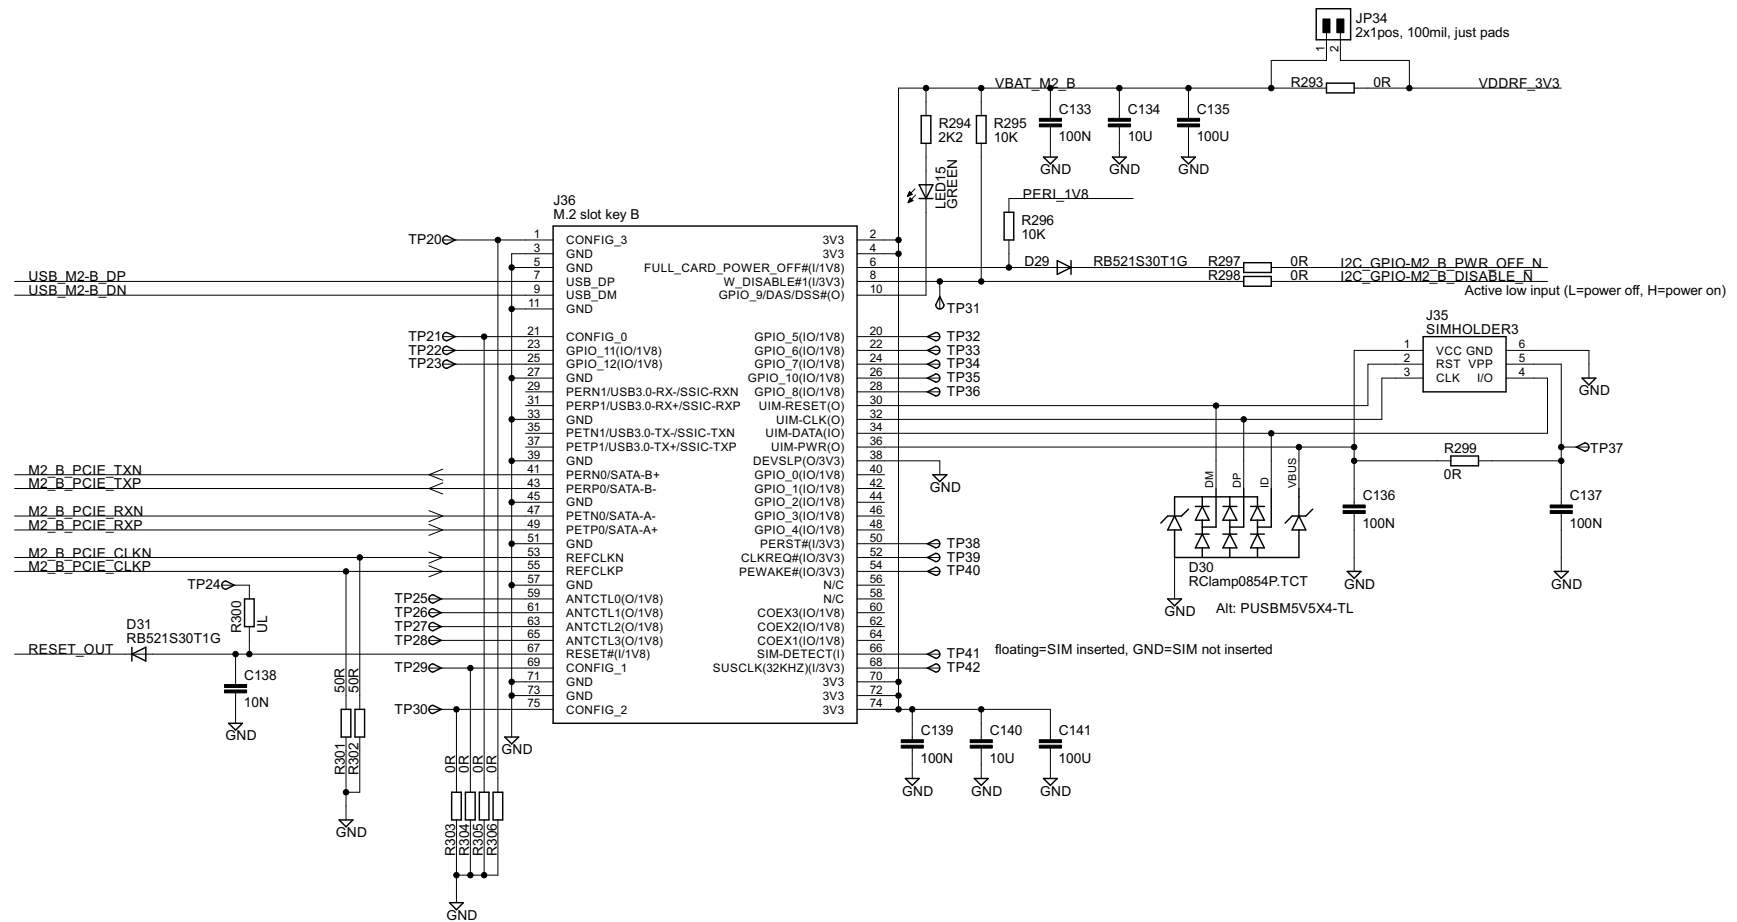 JP34
2x1pos, 100mil, just pads
1
2
VBAT_M2_B
R293
0R
VDDRF_3V3
R294
2K2
R295
10K
C133
100N
C134
10U
C135
100U
GND
GND
GND
LED15
GREEN
PERI_1V8
R296
10K
J36
M.2 slot key B
D29
RB521S30T1G
R297
0R
I2C_GPIO-M2_B_PWR_OFF_N
R298
0R
I2C_GPIO-M2_B_DISABLE_N
Active low input (L=power off, H=power on)
TP20
1 CONFIG_3 3V3 2
3 GND 3V3 4
5 GND FULL_CARD_POWER_OFF#(I/1V8) 6
USB_M2-B_DP
7 USB_DP W_DISABLE#1(I/3V3) 8
USB_M2-B_DN
9 USB_DM GPIO_9/DAS/DSS#(O) 10
11 GND
TP31
TP21 21 CONFIG_0 GPIO_5(IO/1V8) 20 TP32
TP22 23 GPIO_11(IO/1V8) GPIO_6(IO/1V8) 22 TP33
TP23 25 GPIO_12(IO/1V8) GPIO_7(IO/1V8) 24 TP34
27 GND GPIO_10(IO/1V8) 26 TP35
29 PERN1/USB3.0-RX-/SSIC-RXN GPIO_8(IO/1V8) 28 TP36
31 PERP1/USB3.0-RX+/SSIC-RXP UIM-RESET(O) 30
33 GND UIM-CLK(O) 32
35 PETN1/USB3.0-TX-/SSIC-TXN UIM-DATA(IO) 34
37 PETP1/USB3.0-TX+/SSIC-TXP UIM-PWR(O) 36
39 GND DEVSLP(O/3V3) 38
GND
M2_B_PCIE_TXN 41 PERN0/SATA-B+ GPIO_0(IO/1V8) 40
M2_B_PCIE_TXP 43 PERP0/SATA-B- GPIO_1(IO/1V8) 42
45 GND GPIO_2(IO/1V8) 44
M2_B_PCIE_RXN 47 PETN0/SATA-A- GPIO_3(IO/1V8) 46
M2_B_PCIE_RXP 49 PETP0/SATA-A+ GPIO_4(IO/1V8) 48
51 GND PERST#(I/3V3) 50 TP38
M2_B_PCIE_CLKN 53 REFCLKN CLKREQ#(IO/3V3) 52 TP39
M2_B_PCIE_CLKP 55 REFCLKP PEWAKE#(IO/3V3) 54 TP40
57 GND N/C 56
TP25 59 ANTCTL0(O/1V8) N/C 58
TP26 61 ANTCTL1(O/1V8) COEX3(IO/1V8) 60
TP27 63 ANTCTL2(O/1V8) COEX2(IO/1V8) 62
TP28 65 ANTCTL3(O/1V8) COEX1(IO/1V8) 64
RESET_OUT 67 RESET#(I/1V8) SIM-DETECT(I) 66 TP41
floating=SIM inserted, GND=SIM not inserted
TP29 69 CONFIG_1 SUSCLK(32KHZ)(I/3V3) 68 TP42
71 GND 3V3 70
73 GND 3V3 72
TP30 75 CONFIG_2 3V3 74
J35
SIMHOLDER3
1 VCC GND 6
2 RST VPP 5
3 CLK I/O 4
GND
TP37
R299
0R
DM
DP
ID
VBUS
C136
100N
C137
100N
GND
GND
D30
RClamp0854P.TCT
GND
Alt: PUSBM5V5X4-TL
TP24
R300
UL
D31
RB521S30T1G
C138
10N
GND
50R
50R
R301
R302
GND
GND
0R
0R
0R
0R
R303
R304
R305
R306
GND
C139
100N
C140
10U
C141
100U
GND
GND
GND